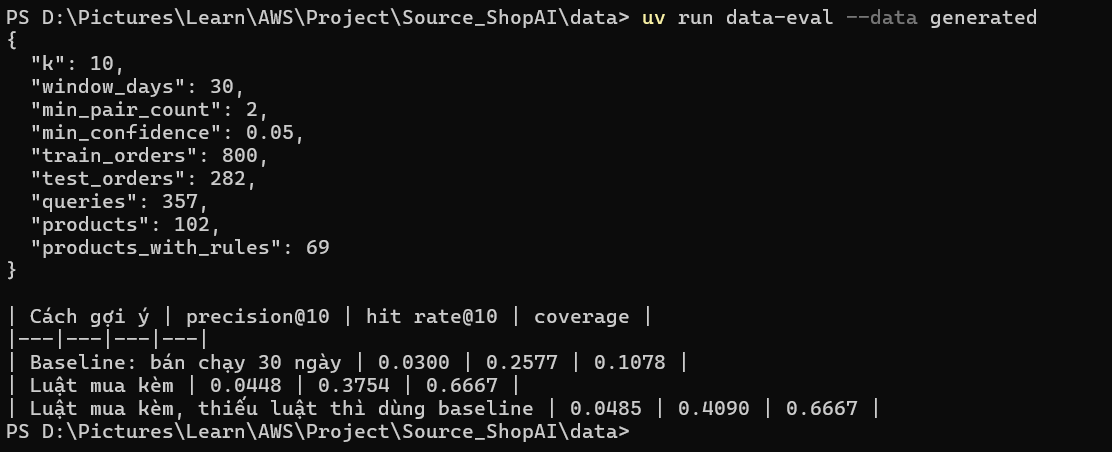 PS D:\Pictures\Learn\AWS\Project\Source_ShopAI\data> uv run data-eval --data generated
{
  "k": 10,
  "window_days": 30,
  "min_pair_count": 2,
  "min_confidence": 0.05,
  "train_orders": 800,
  "test_orders": 282,
  "queries": 357,
  "products": 102,
  "products_with_rules": 69
}

| Cách gợi ý | precision@10 | hit rate@10 | coverage |
|---|---|---|---|
| Baseline: bán chạy 30 ngày | 0.0300 | 0.2577 | 0.1078 |
| Luật mua kèm | 0.0448 | 0.3754 | 0.6667 |
| Luật mua kèm, thiếu luật thì dùng baseline | 0.0485 | 0.4090 | 0.6667 |
PS D:\Pictures\Learn\AWS\Project\Source_ShopAI\data>